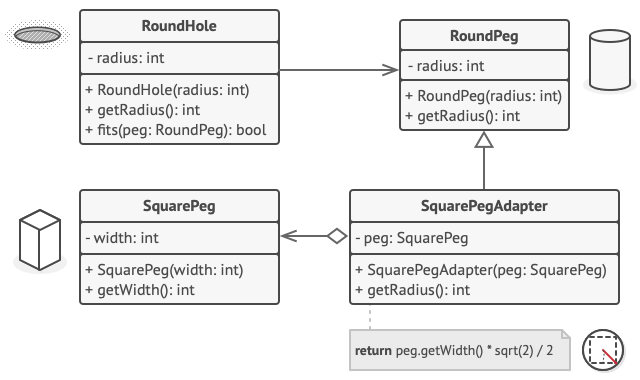 RoundHole
- radius: int
+ RoundHole(radius: int)
+ getRadius(): int
+ fits(peg: RoundPeg): bool
RoundPeg
- radius: int
+ RoundPeg(radius: int)
+ getRadius(): int
SquarePeg
- width: int
+ SquarePeg(width: int)
+ getWidth(): int
SquarePegAdapter
- peg: SquarePeg
+ SquarePegAdapter(peg: SquarePeg)
+ getRadius(): int
return peg.getWidth() * sqrt(2) / 2